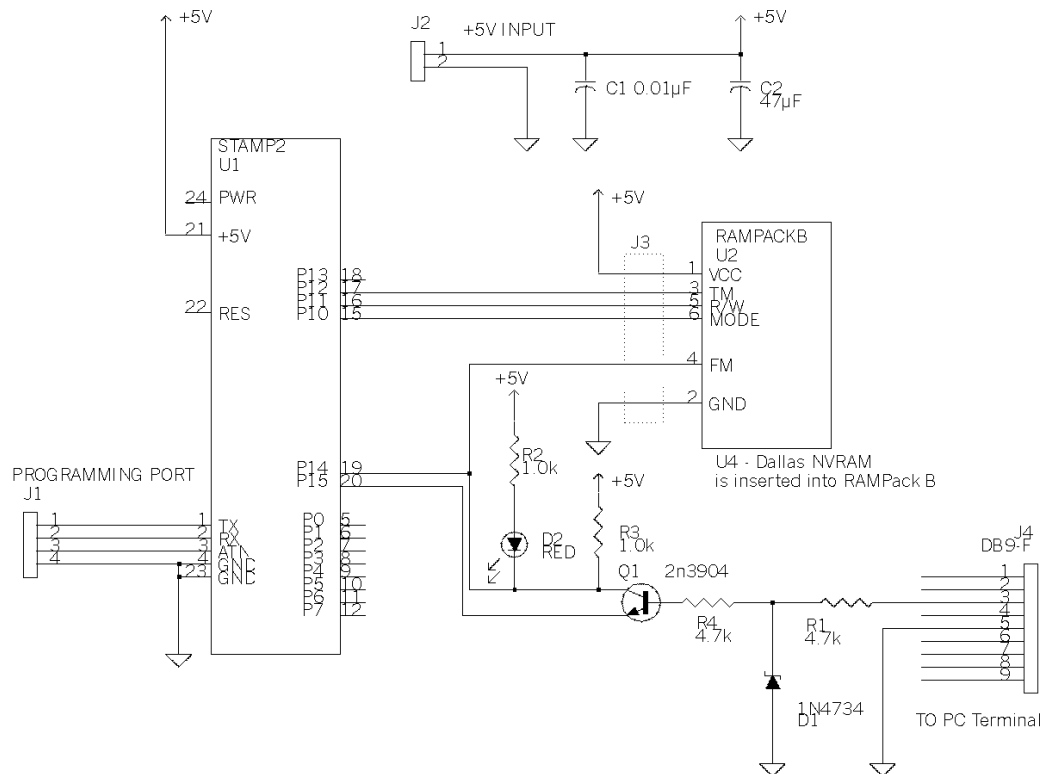 +5V
J2
+5V INPUT
1
2
C1 0.01µF
C2
47µF
STAMP2
U1
24 PWR
21 +5V
22 RES
P13 18
P12 17
P11 16
P10 15
+5V
J3
RAMPACKB
U2
1 VCC
3 TM
5 R/W
6 MODE
4 FM
2 GND
U4 - Dallas NVRAM
is inserted into RAMPack B
+5V
R2
1.0k
P14 19
P15 20
+5V
R3
1.0k
D2
RED
PROGRAMMING PORT
J1
1 1 TX
2 2 RX
3 3 ATN
4 4 GND
23 GND
P0 5
P1 6
P2 7
P3 8
P4 9
P5 10
P6 11
P7 12
Q1 2n3904
R4
4.7k
R1
4.7k
1N4734
D1
J4
DB9-F
1
2
3
4
5
6
7
8
9
TO PC Terminal